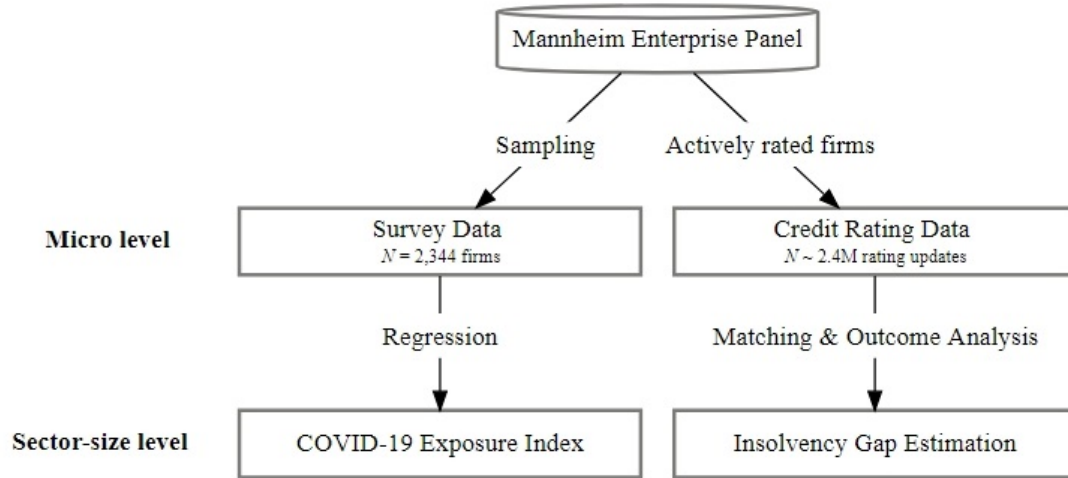 Mannheim Enterprise Panel
Sampling
Actively rated firms
Micro level
Survey Data
N = 2,344 firms
Credit Rating Data
N ~ 2.4M rating updates
Regression
Matching & Outcome Analysis
Sector-size level
COVID-19 Exposure Index
Insolvency Gap Estimation